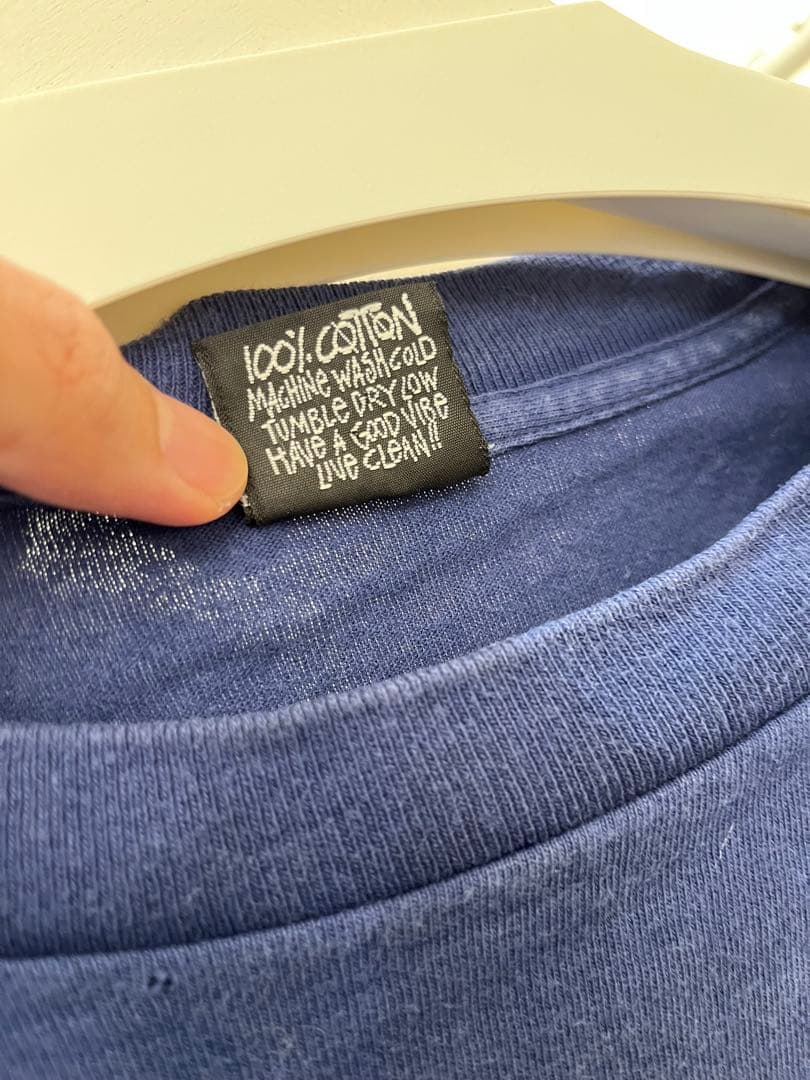 100% COTTON
MACHINE WASH COLD
TUMBLE DRY LOW
HAVE A GOOD VIBE
LIVE CLEAN!!